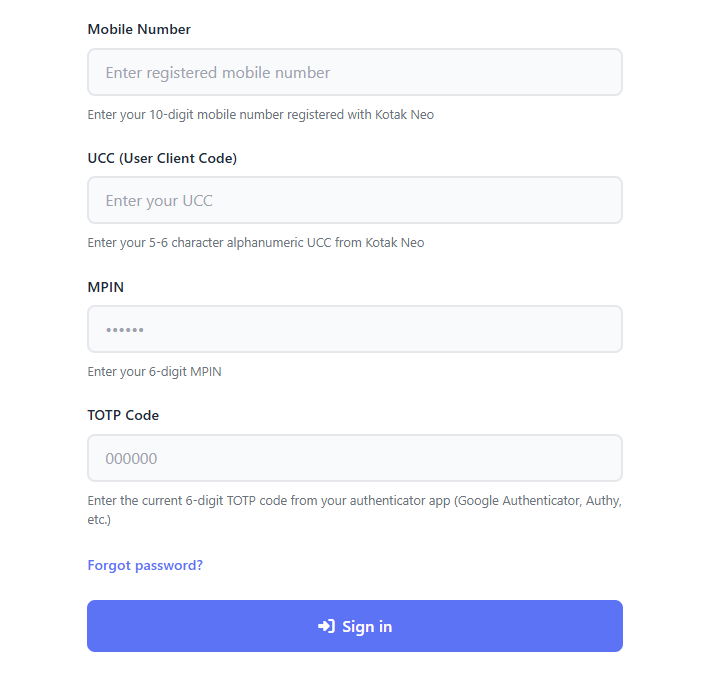 Mobile Number
Enter registered mobile number
Enter your 10-digit mobile number registered with Kotak Neo
UCC (User Client Code)
Enter your UCC
Enter your 5-6 character alphanumeric UCC from Kotak Neo
MPIN
••••••
Enter your 6-digit MPIN
TOTP Code
000000
Enter the current 6-digit TOTP code from your authenticator app (Google Authenticator, Authy,
etc.)
Forgot password?
Sign in